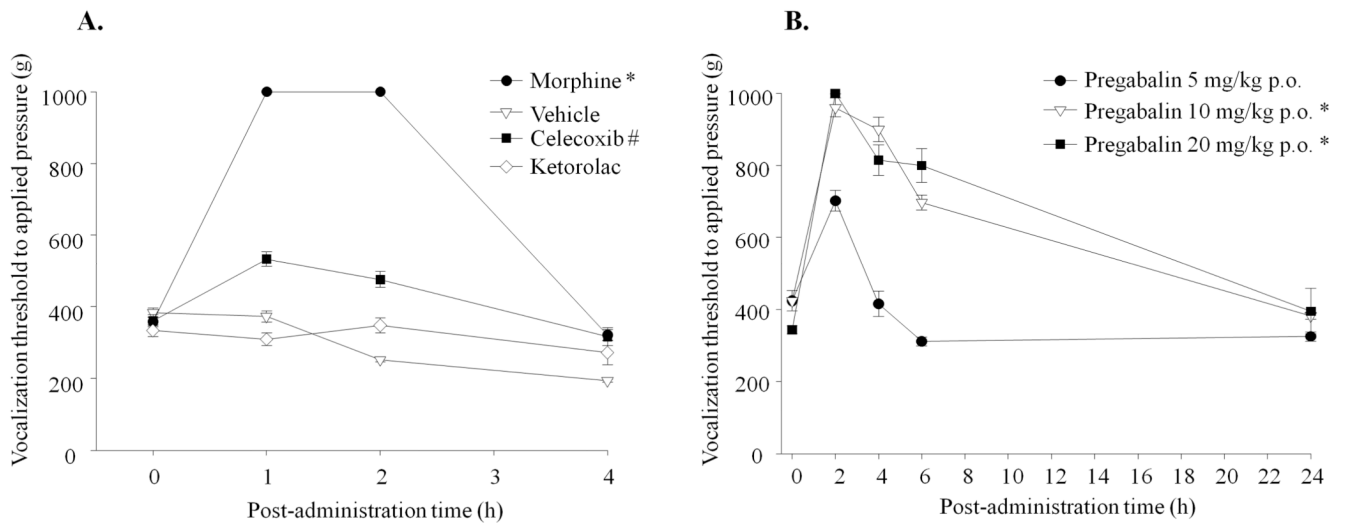 A.
Vocalization threshold to applied pressure (g)
1000
800
600
400
200
0
Morphine *
Vehicle
Celecoxib #
Ketorolac
0 1 2 3 4
Post-administration time (h)
B.
Vocalization threshold to applied pressure (g)
1000
800
600
400
200
0
Pregabalin 5 mg/kg p.o.
Pregabalin 10 mg/kg p.o. *
Pregabalin 20 mg/kg p.o. *
0 2 4 6 8 10 12 14 16 18 20 22 24
Post-administration time (h)